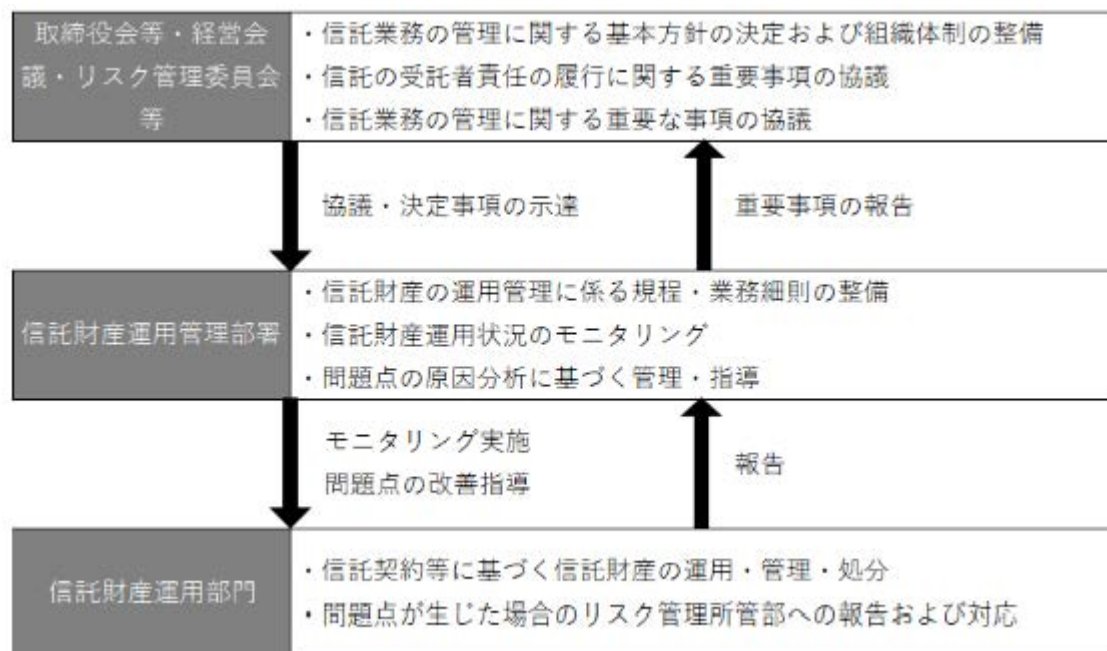 取締役会等・経営会
議・リスク管理委員会
等
・信託業務の管理に関する基本方針の決定および組織体制の整備
・信託の受託者責任の履行に関する重要事項の協議
・信託業務の管理に関する重要な事項の協議
協議・決定事項の示達
重要事項の報告
信託財産運用管理部署
・信託財産の運用管理に係る規程・業務細則の整備
・信託財産運用状況のモニタリング
・問題点の原因分析に基づく管理・指導
モニタリング実施
問題点の改善指導
報告
信託財産運用部門
・信託契約等に基づく信託財産の運用・管理・処分
・問題点が生じた場合のリスク管理所管部への報告および対応